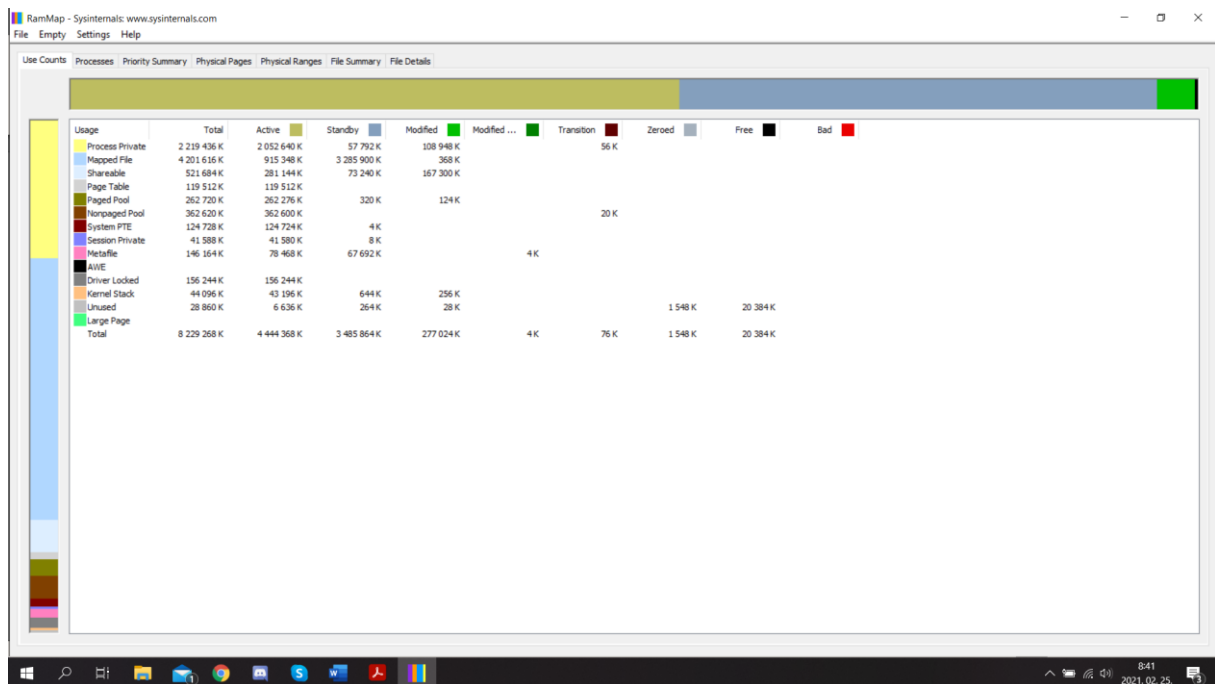 RamMap - Sysinternals: www.sysinternals.com
File Empty Settings Help
Use Counts Processes Priority Summary Physical Pages Physical Ranges File Summary File Details
Usage Total Active Standby Modified Modified ... Transition Zeroed Free Bad
Process Private 2 219 436 K 2 052 640 K 57 792 K 108 948 K 56 K
Mapped File 4 201 616 K 915 348 K 3 285 900 K 368 K
Shareable 521 684 K 281 144 K 73 240 K 167 300 K
Page Table 119 512 K 119 512 K
Paged Pool 262 720 K 262 276 K 320 K 124 K
Nonpaged Pool 362 620 K 362 600 K 20 K
System PTE 124 728 K 124 724 K 4 K
Session Private 41 588 K 41 580 K 8 K
Metafile 146 164 K 78 468 K 67 692 K 4 K
AWE
Driver Locked 156 244 K 156 244 K
Kernel Stack 44 096 K 43 196 K 644 K 256 K
Unused 28 860 K 6 636 K 264 K 28 K 1 548 K 20 384 K
Large Page
Total 8 229 268 K 4 444 368 K 3 485 864 K 277 024 K 4 K 76 K 1 548 K 20 384 K
8:41
2021. 02. 25.